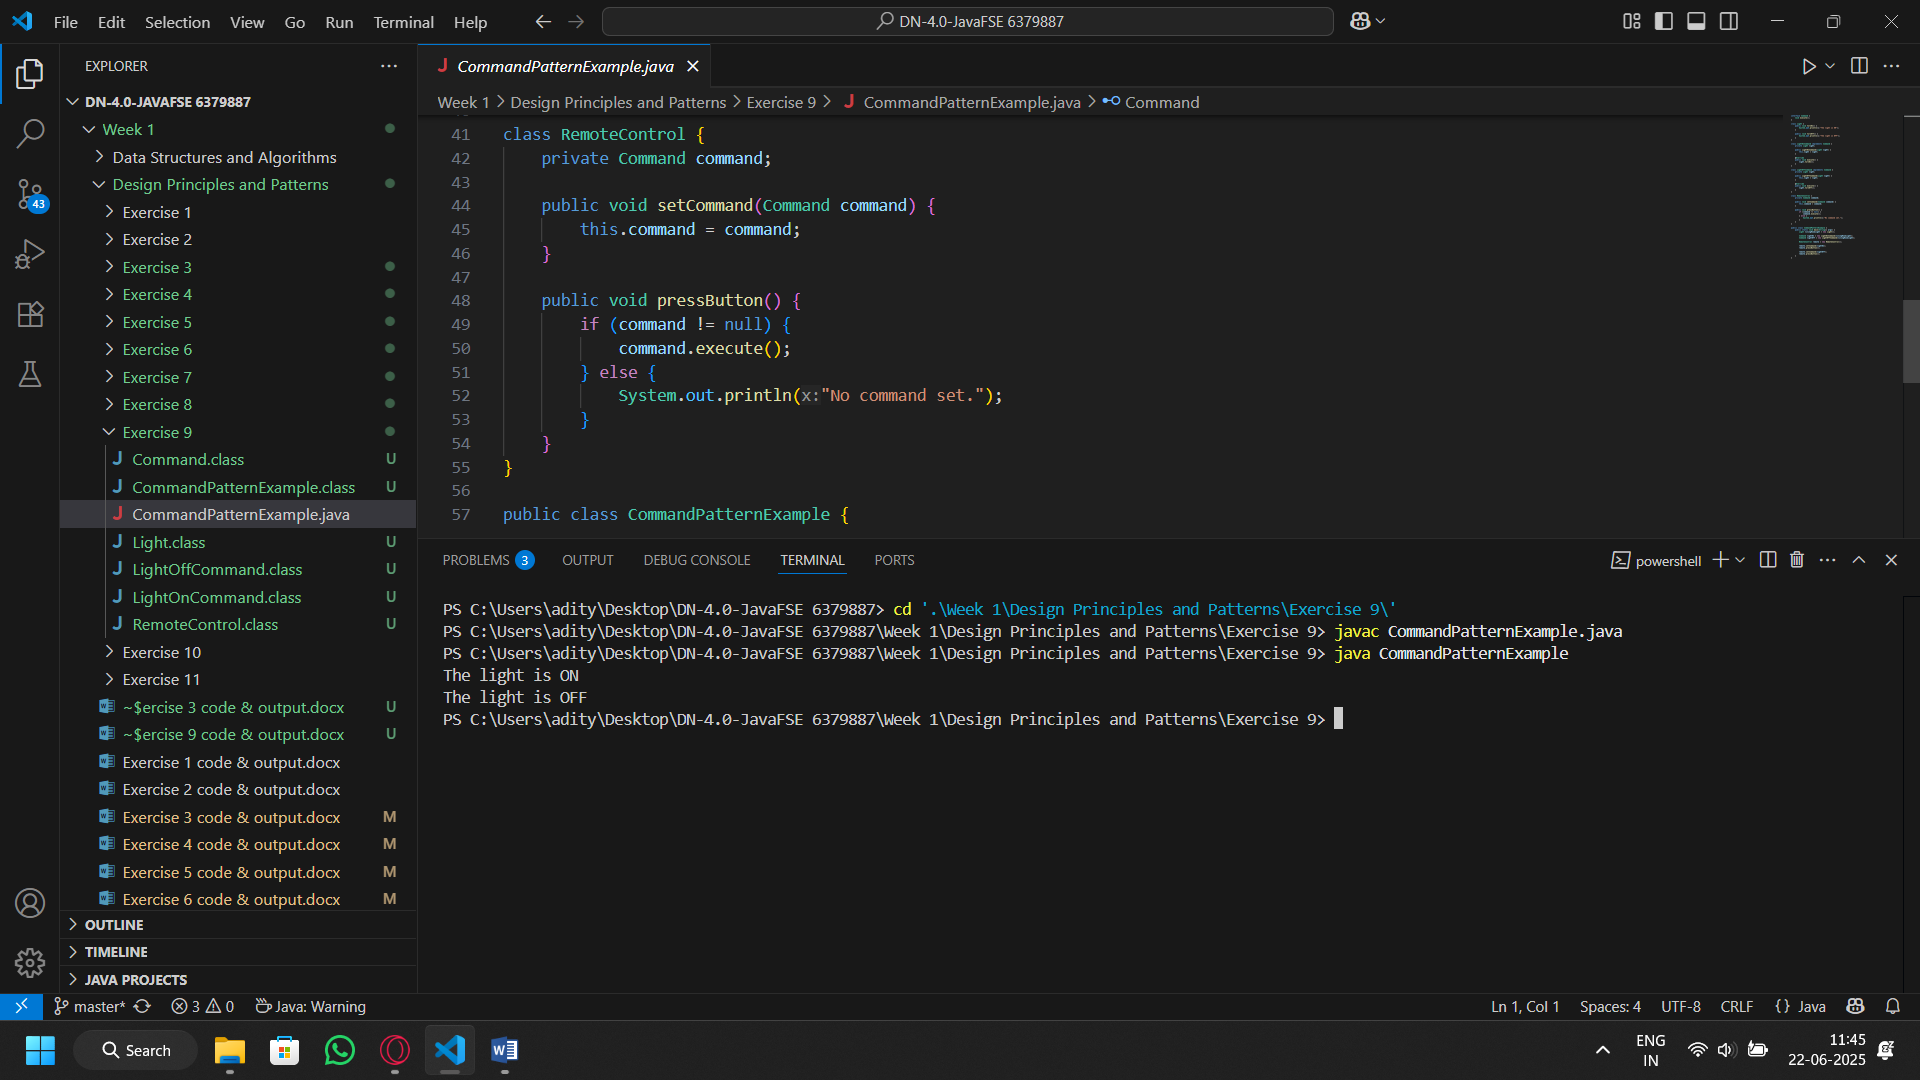 File Edit Selection View Go Run Terminal Help
DN-4.0-JavaFSE 6379887
EXPLORER
DN-4.0-JAVAFSE 6379887
Week 1
Data Structures and Algorithms
Design Principles and Patterns
Exercise 1
Exercise 2
Exercise 3
Exercise 4
Exercise 5
Exercise 6
Exercise 7
Exercise 8
Exercise 9
Command.class U
CommandPatternExample.class U
CommandPatternExample.java
Light.class U
LightOffCommand.class U
LightOnCommand.class U
RemoteControl.class U
Exercise 10
Exercise 11
~$ercise 3 code & output.docx U
~$ercise 9 code & output.docx U
Exercise 1 code & output.docx
Exercise 2 code & output.docx
Exercise 3 code & output.docx M
Exercise 4 code & output.docx M
Exercise 5 code & output.docx M
Exercise 6 code & output.docx M
OUTLINE
TIMELINE
JAVA PROJECTS
43
CommandPatternExample.java
Week 1 > Design Principles and Patterns > Exercise 9 > CommandPatternExample.java > Command
41 class RemoteControl {
42 private Command command;
43
44 public void setCommand(Command command) {
45 this.command = command;
46 }
47
48 public void pressButton() {
49 if (command != null) {
50 command.execute();
51 } else {
52 System.out.println(x:"No command set.");
53 }
54 }
55 }
56
57 public class CommandPatternExample {
PROBLEMS 3 OUTPUT DEBUG CONSOLE TERMINAL PORTS
powershell
PS C:\Users\adity\Desktop\DN-4.0-JavaFSE 6379887> cd '.\Week 1\Design Principles and Patterns\Exercise 9\'
PS C:\Users\adity\Desktop\DN-4.0-JavaFSE 6379887\Week 1\Design Principles and Patterns\Exercise 9> javac CommandPatternExample.java
PS C:\Users\adity\Desktop\DN-4.0-JavaFSE 6379887\Week 1\Design Principles and Patterns\Exercise 9> java CommandPatternExample
The light is ON
The light is OFF
PS C:\Users\adity\Desktop\DN-4.0-JavaFSE 6379887\Week 1\Design Principles and Patterns\Exercise 9>
master* 3 0 Java: Warning
Ln 1, Col 1 Spaces: 4 UTF-8 CRLF {} Java
Search
ENG
IN
11:45
22-06-2025